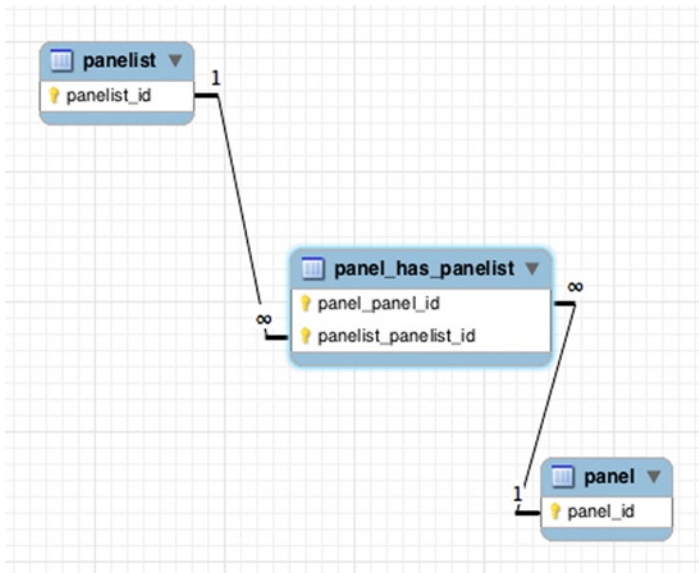 panelist
panelist_id
1
panel_has_panelist
∞
panel_panel_id
∞
panelist_panelist_id
panel
1
panel_id